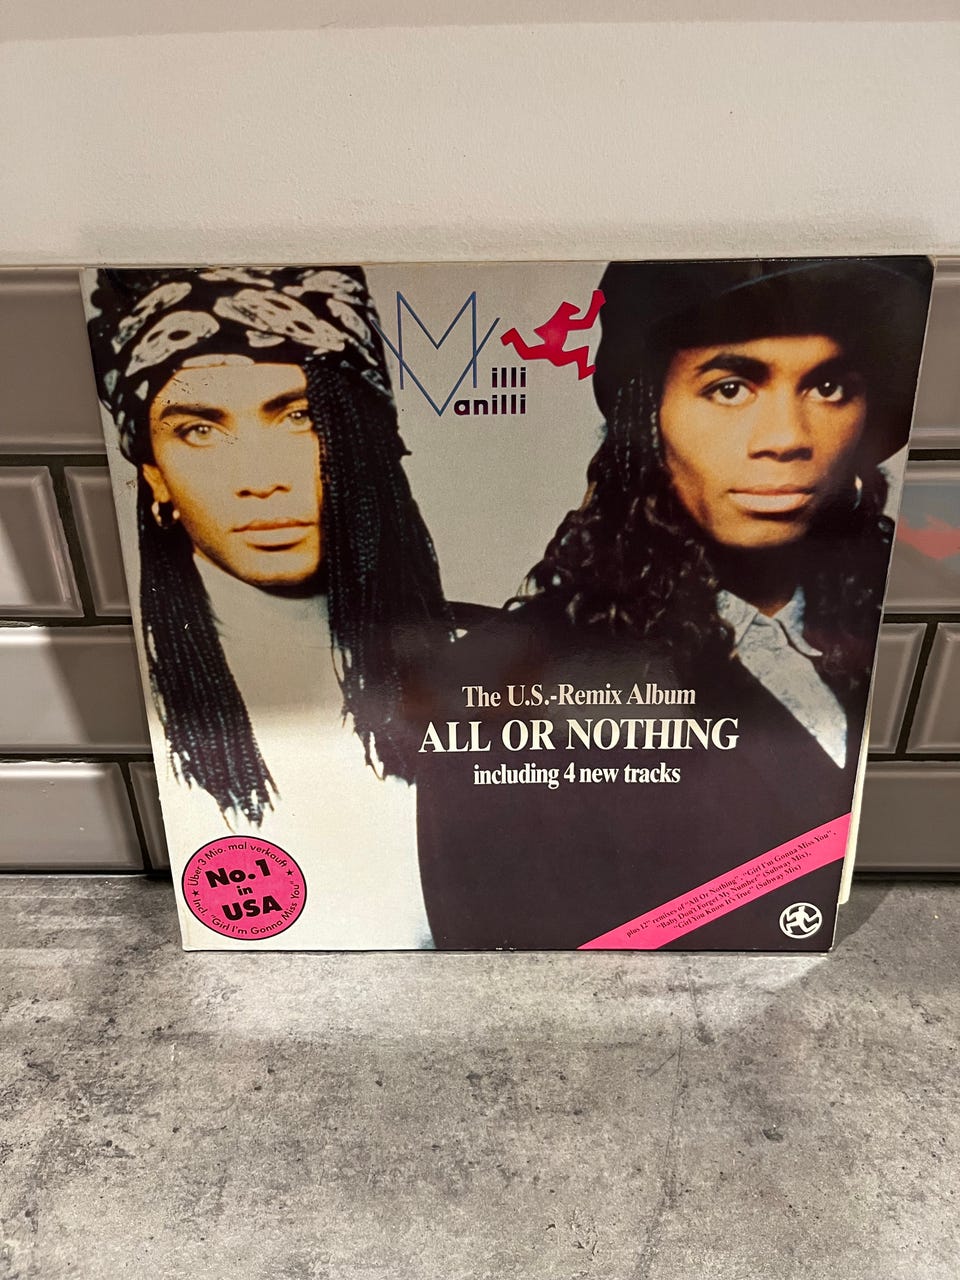 Milli
Vanilli
The U.S.-Remix Album
ALL OR NOTHING
including 4 new tracks
Über 3 Mio. mal verkauft
No.1
in
USA
Incl. "Girl I'm Gonna Miss You"
plus 12" remixes of "All Or Nothing", "Girl I'm Gonna Miss You",
"Baby Don't Forget My Number" (Subway Mix),
"Girl You Know It's True" (Subway Mix)